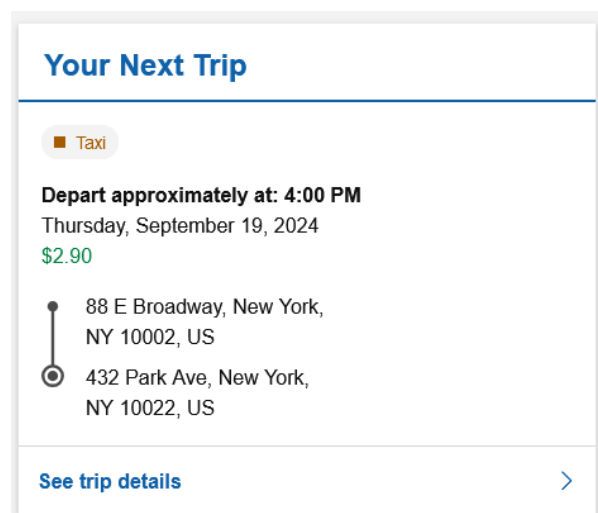 Your Next Trip
Taxi
Depart approximately at: 4:00 PM
Thursday, September 19, 2024
$2.90
88 E Broadway, New York,
NY 10002, US
432 Park Ave, New York,
NY 10022, US
See trip details